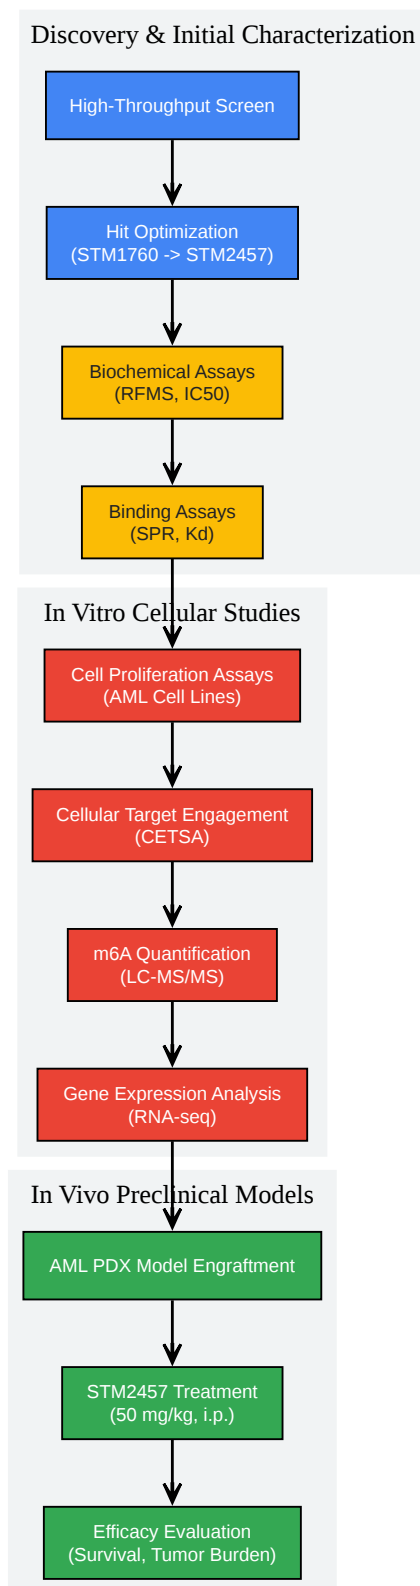 Discovery & Initial Characterization
High-Throughput Screen
Hit Optimization
(STM1760 -> STM2457)
Biochemical Assays
(RFMS, IC50)
Binding Assays
(SPR, Kd)
In Vitro Cellular Studies
Cell Proliferation Assays
(AML Cell Lines)
Cellular Target Engagement
(CETSA)
m6A Quantification
(LC-MS/MS)
Gene Expression Analysis
(RNA-seq)
In Vivo Preclinical Models
AML PDX Model Engraftment
STM2457 Treatment
(50 mg/kg, i.p.)
Efficacy Evaluation
(Survival, Tumor Burden)